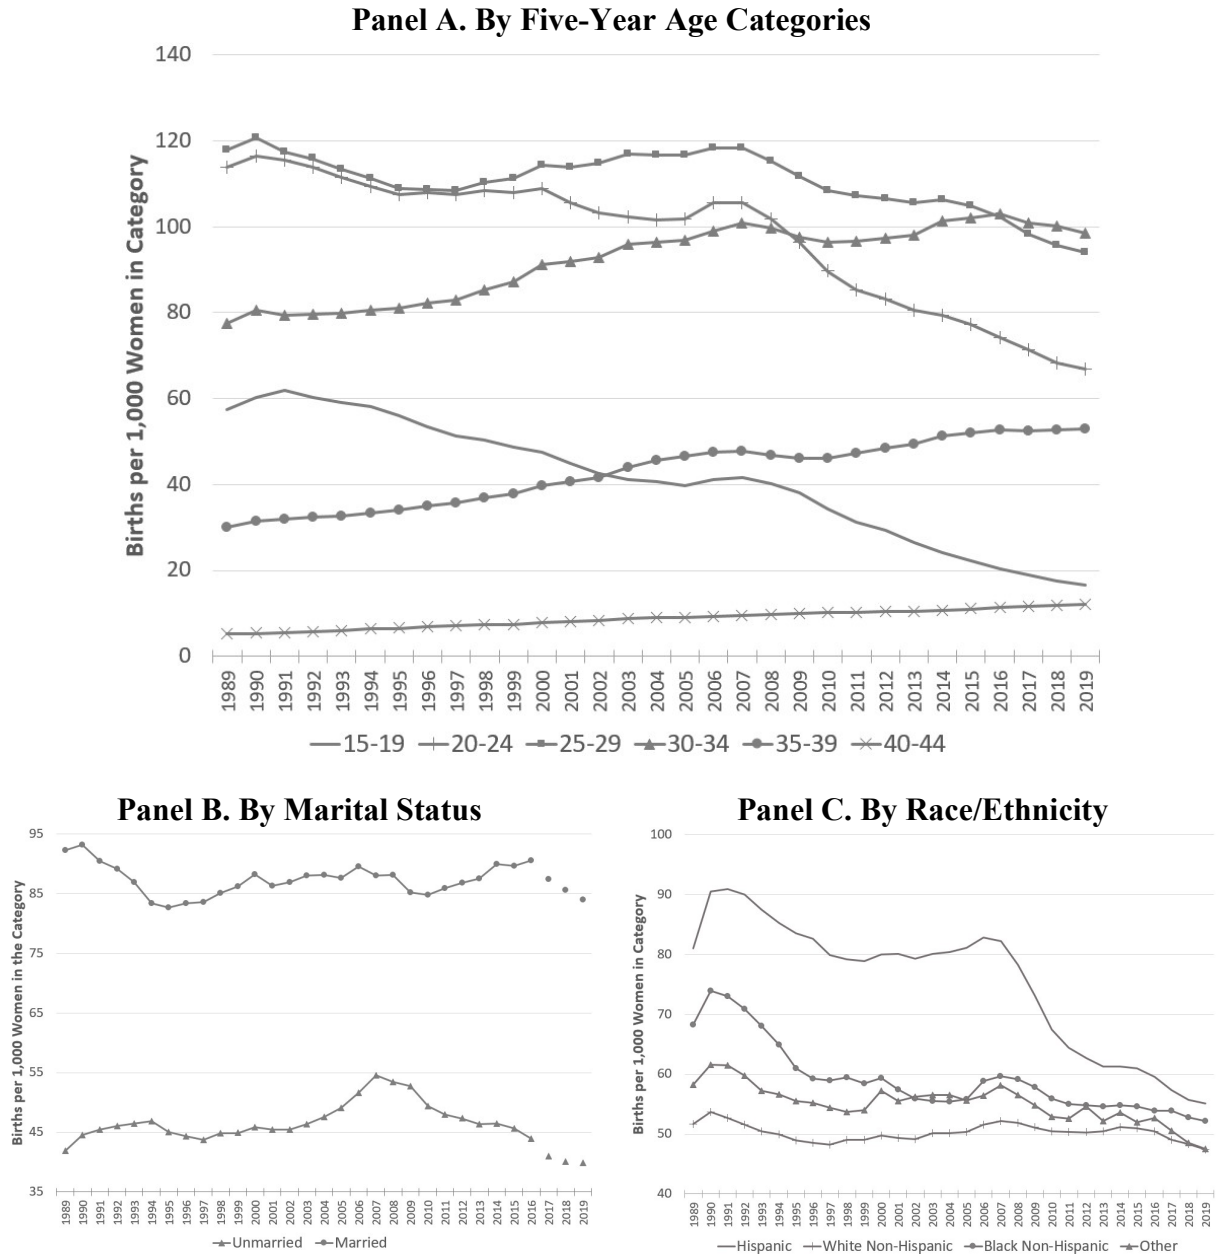 Panel A. By Five-Year Age Categories
Births per 1,000 Women in Category
140
120
100
80
60
40
20
0
1989 1990 1991 1992 1993 1994 1995 1996 1997 1998 1999 2000 2001 2002 2003 2004 2005 2006 2007 2008 2009 2010 2011 2012 2013 2014 2015 2016 2017 2018 2019
15-19 20-24 25-29 30-34 35-39 40-44
Panel B. By Marital Status
Births per 1,000 Women in the Category
95
85
75
65
55
45
35
1989 1990 1991 1992 1993 1994 1995 1996 1997 1998 1999 2000 2001 2002 2003 2004 2005 2006 2007 2008 2009 2010 2011 2012 2013 2014 2015 2016 2017 2018 2019
Unmarried Married
Panel C. By Race/Ethnicity
Births per 1,000 Women in Category
100
90
80
70
60
50
40
1989 1990 1991 1992 1993 1994 1995 1996 1997 1998 1999 2000 2001 2002 2003 2004 2005 2006 2007 2008 2009 2010 2011 2012 2013 2014 2015 2016 2017 2018 2019
Hispanic White Non-Hispanic Black Non-Hispanic Other